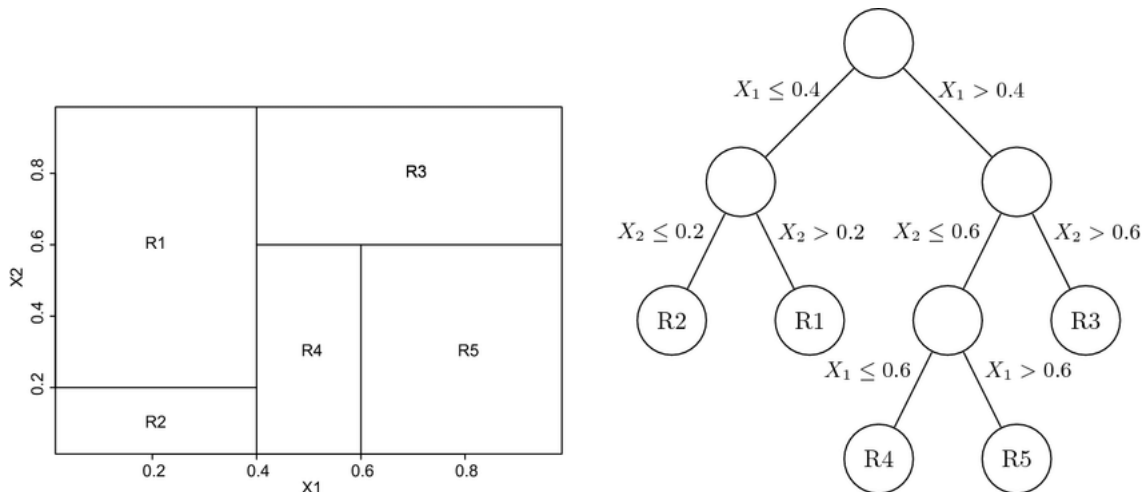 R3
R1
R4
R5
R2
0.2
0.4
0.6
0.8
X2
0.2
0.4
0.6
0.8
X1
X₁ ≤ 0.4
X₁ > 0.4
X₂ ≤ 0.2
X₂ > 0.2
X₂ ≤ 0.6
X₂ > 0.6
R2
R1
R3
X₁ ≤ 0.6
X₁ > 0.6
R4
R5